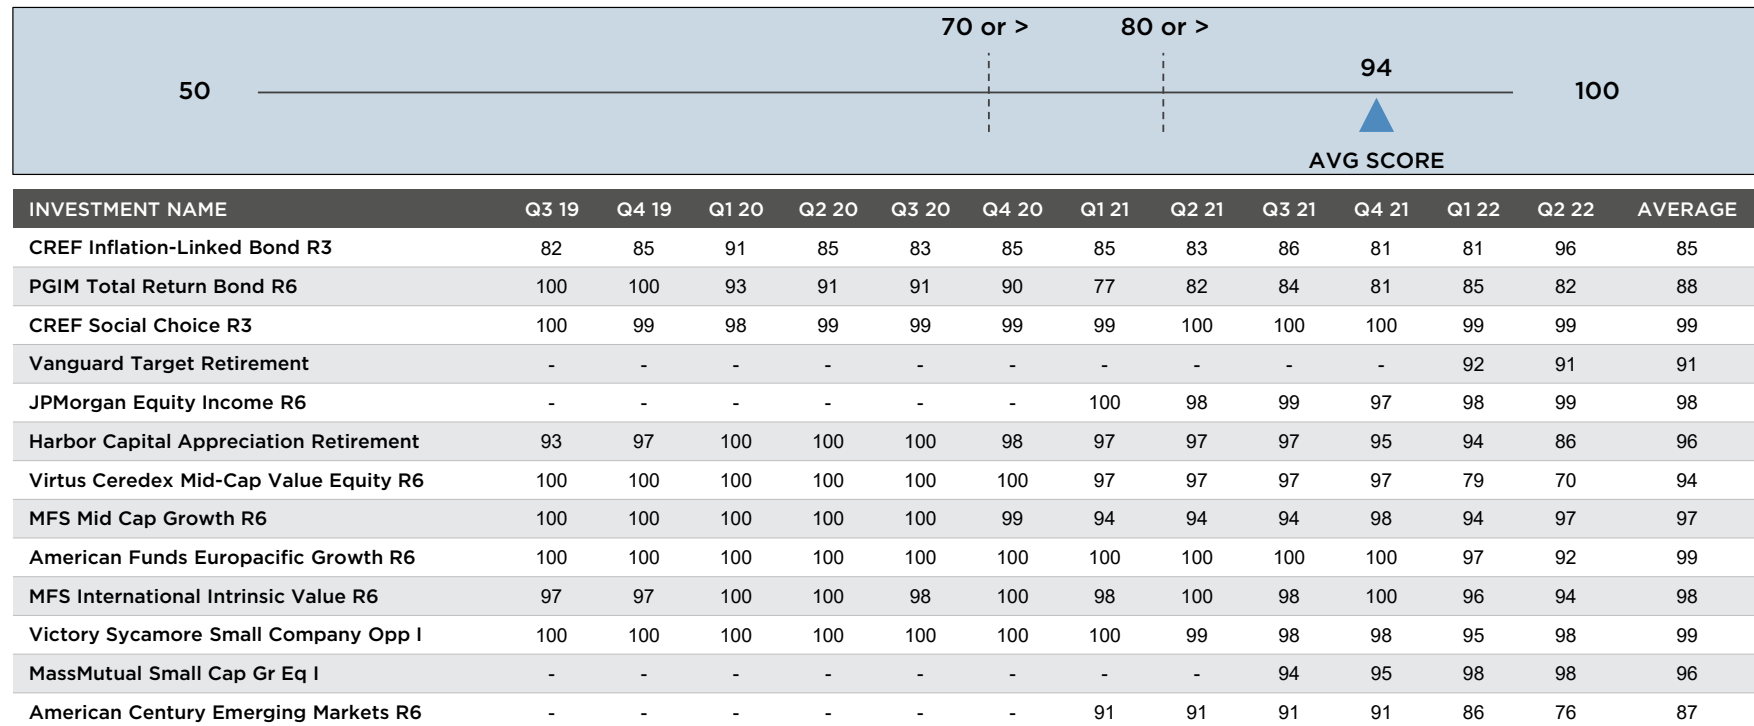 70 or > 80 or >
94
50 100
AVG SCORE
INVESTMENT NAME Q3 19 Q4 19 Q1 20 Q2 20 Q3 20 Q4 20 Q1 21 Q2 21 Q3 21 Q4 21 Q1 22 Q2 22 AVERAGE
CREF Inflation-Linked Bond R3 82 85 91 85 83 85 85 83 86 81 81 96 85
PGIM Total Return Bond R6 100 100 93 91 91 90 77 82 84 81 85 82 88
CREF Social Choice R3 100 99 98 99 99 99 99 100 100 100 99 99 99
Vanguard Target Retirement - - - - - - - - - - 92 91 91
JPMorgan Equity Income R6 - - - - - - 100 98 99 97 98 99 98
Harbor Capital Appreciation Retirement 93 97 100 100 100 98 97 97 97 95 94 86 96
Virtus Ceredex Mid-Cap Value Equity R6 100 100 100 100 100 100 97 97 97 97 79 70 94
MFS Mid Cap Growth R6 100 100 100 100 100 99 94 94 94 98 94 97 97
American Funds Europacific Growth R6 100 100 100 100 100 100 100 100 100 100 97 92 99
MFS International Intrinsic Value R6 97 97 100 100 98 100 98 100 98 100 96 94 98
Victory Sycamore Small Company Opp I 100 100 100 100 100 100 100 99 98 98 95 98 99
MassMutual Small Cap Gr Eq I - - - - - - - - 94 95 98 98 96
American Century Emerging Markets R6 - - - - - - 91 91 91 91 86 76 87